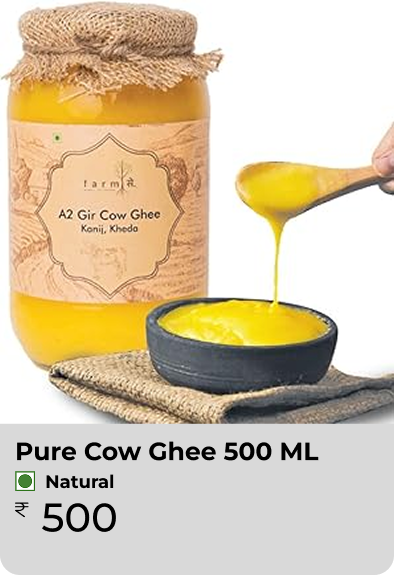 farm से.
A2 Gir Cow Ghee
Kanij, Kheda
Pure Cow Ghee 500 ML
Natural
₹ 500